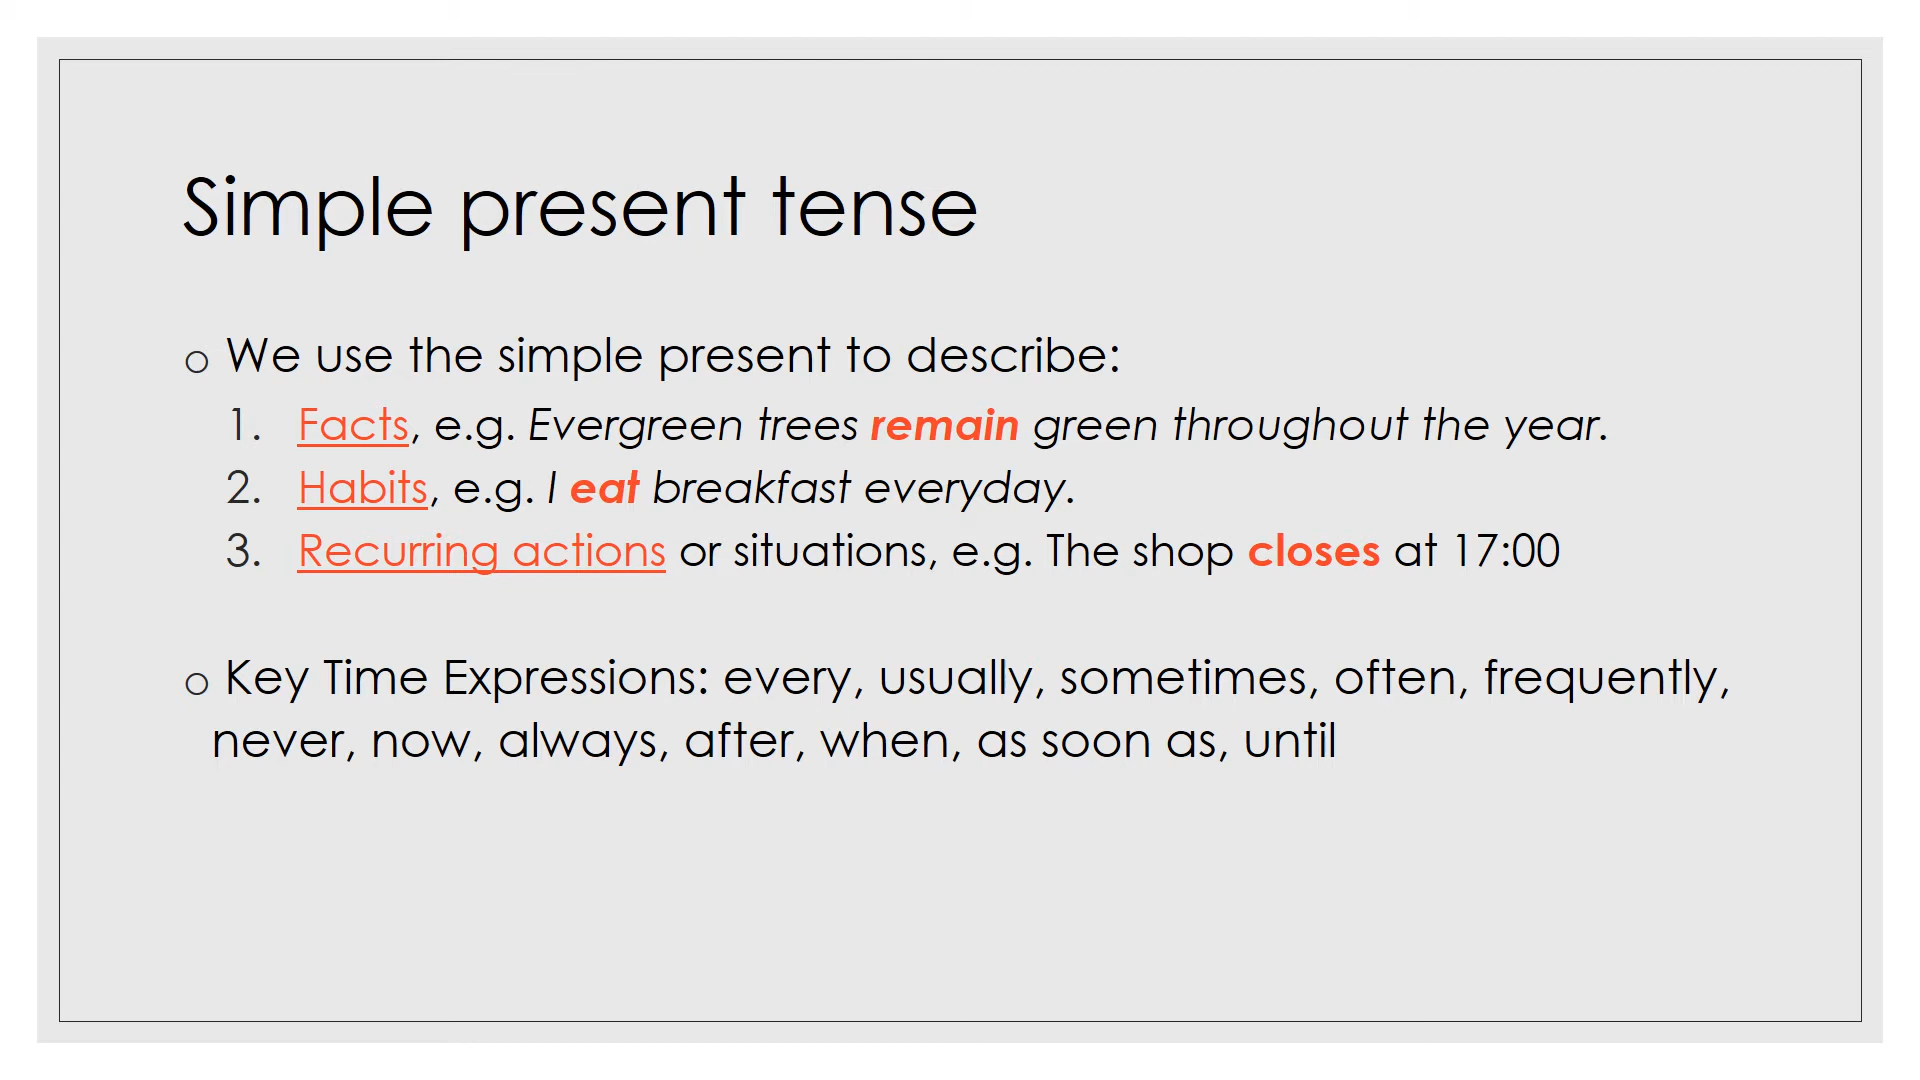 Simple present tense
o We use the simple present to describe:
1. Facts, e.g. Evergreen trees remain green throughout the year.
2. Habits, e.g. I eat breakfast everyday.
3. Recurring actions or situations, e.g. The shop closes at 17:00
o Key Time Expressions: every, usually, sometimes, often, frequently,
never, now, always, after, when, as soon as, until